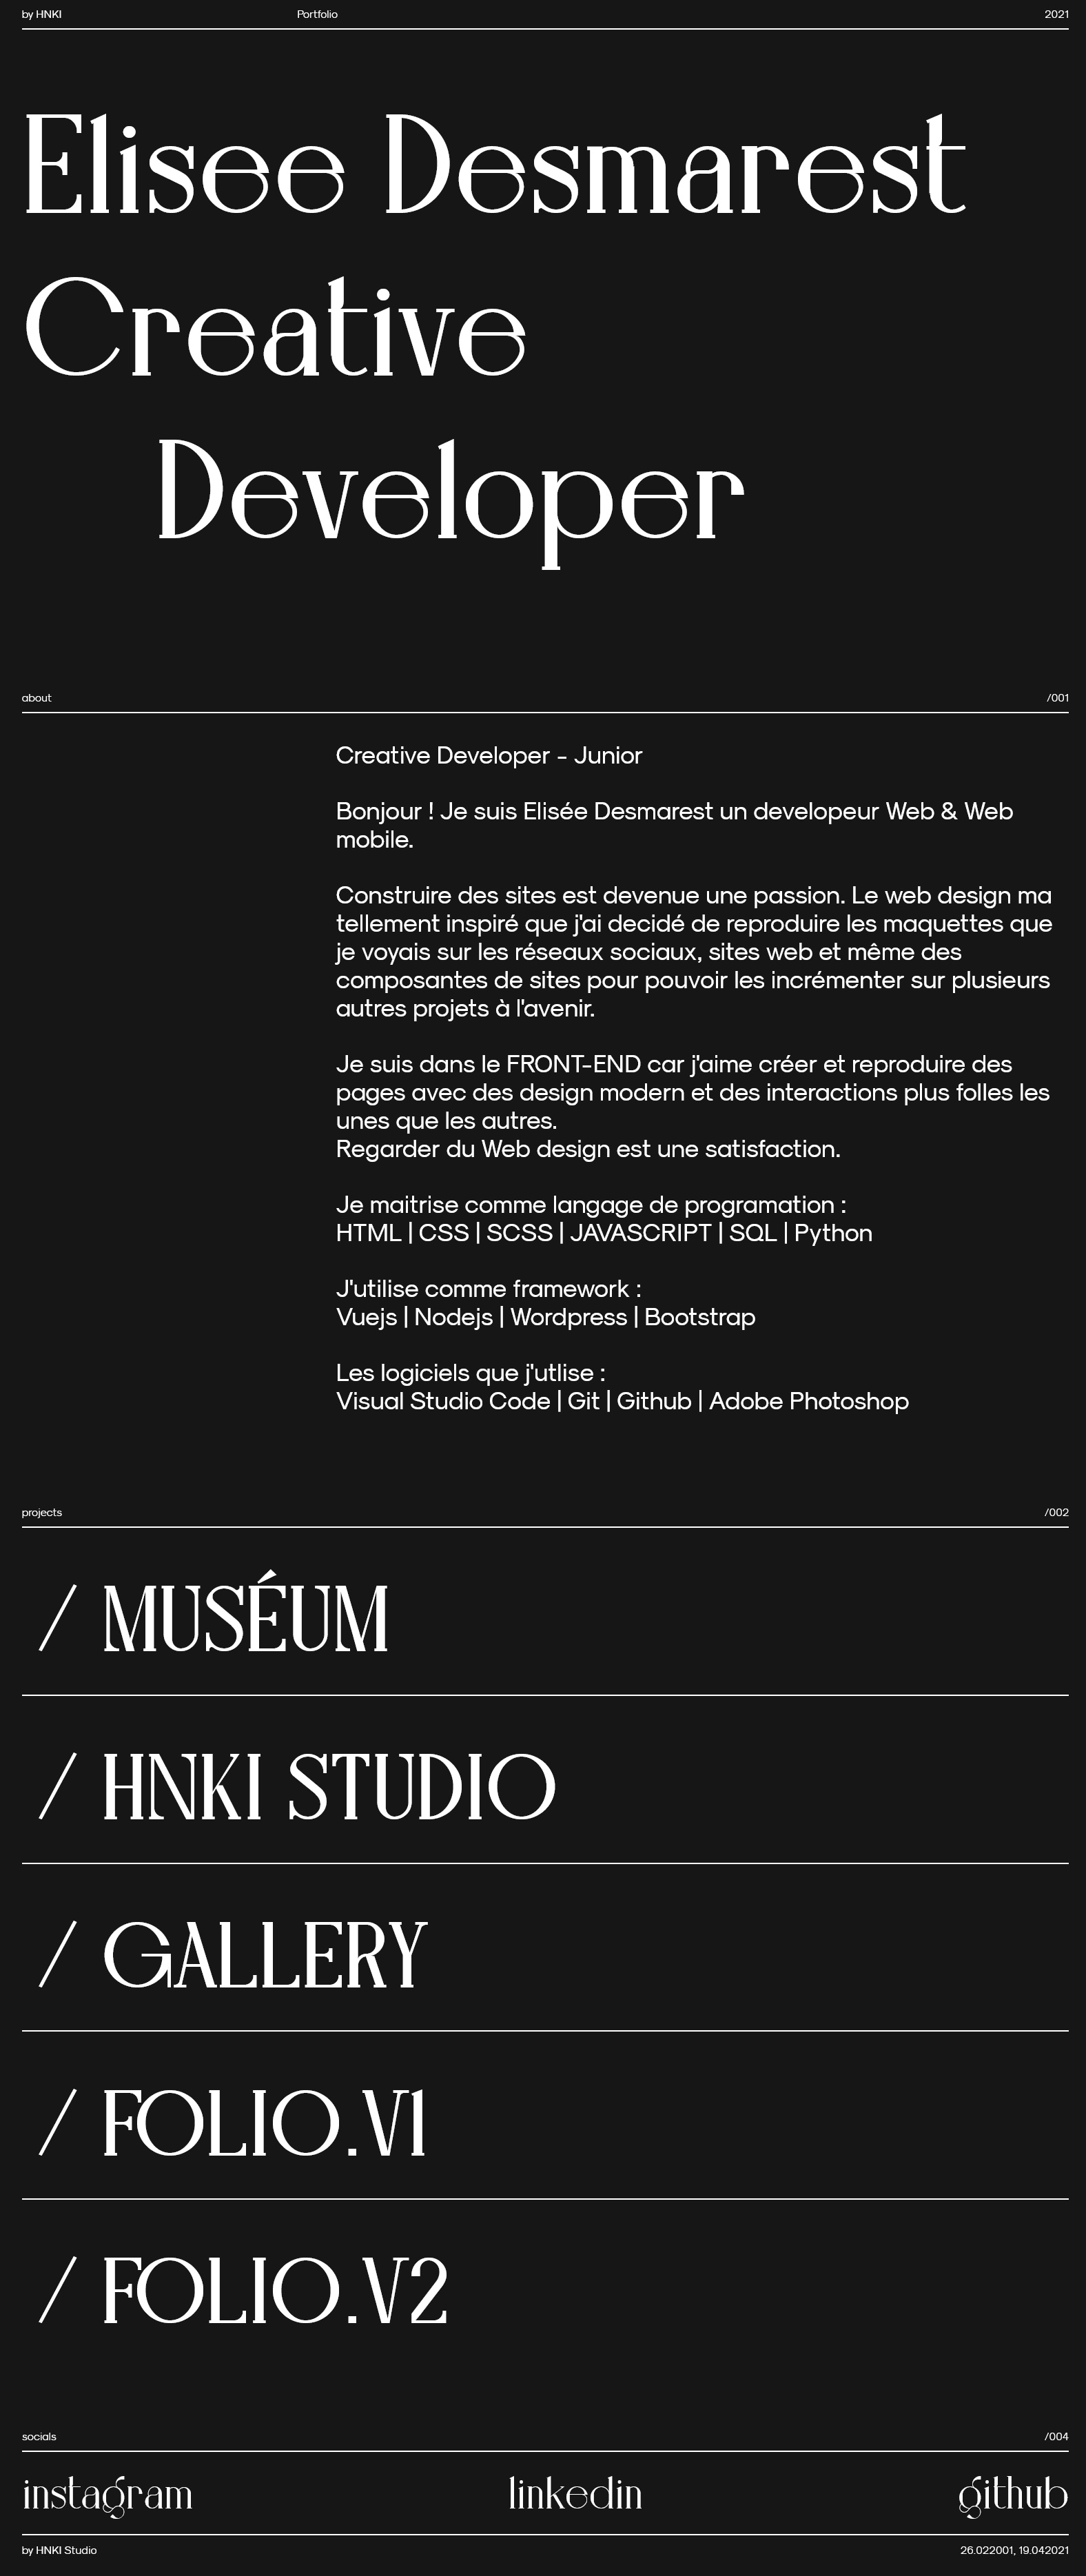 by HNKI Portfolio 2021
Elisee Desmarest
Creative
Developer
about /001
Creative Developer - Junior
Bonjour ! Je suis Elisée Desmarest un developeur Web & Web
mobile.
Construire des sites est devenue une passion. Le web design ma
tellement inspiré que j'ai decidé de reproduire les maquettes que
je voyais sur les réseaux sociaux, sites web et même des
composantes de sites pour pouvoir les incrémenter sur plusieurs
autres projets à l'avenir.
Je suis dans le FRONT-END car j'aime créer et reproduire des
pages avec des design modern et des interactions plus folles les
unes que les autres.
Regarder du Web design est une satisfaction.
Je maitrise comme langage de programation :
HTML | CSS | SCSS | JAVASCRIPT | SQL | Python
J'utilise comme framework :
Vuejs | Nodejs | Wordpress | Bootstrap
Les logiciels que j'utlise :
Visual Studio Code | Git | Github | Adobe Photoshop
projects /002
/ MUSÉUM
/ HNKI STUDIO
/ GALLERY
/ FOLIO.V1
/ FOLIO.V2
socials /004
instagram linkedin github
by HNKI Studio 26.022001, 19.042021